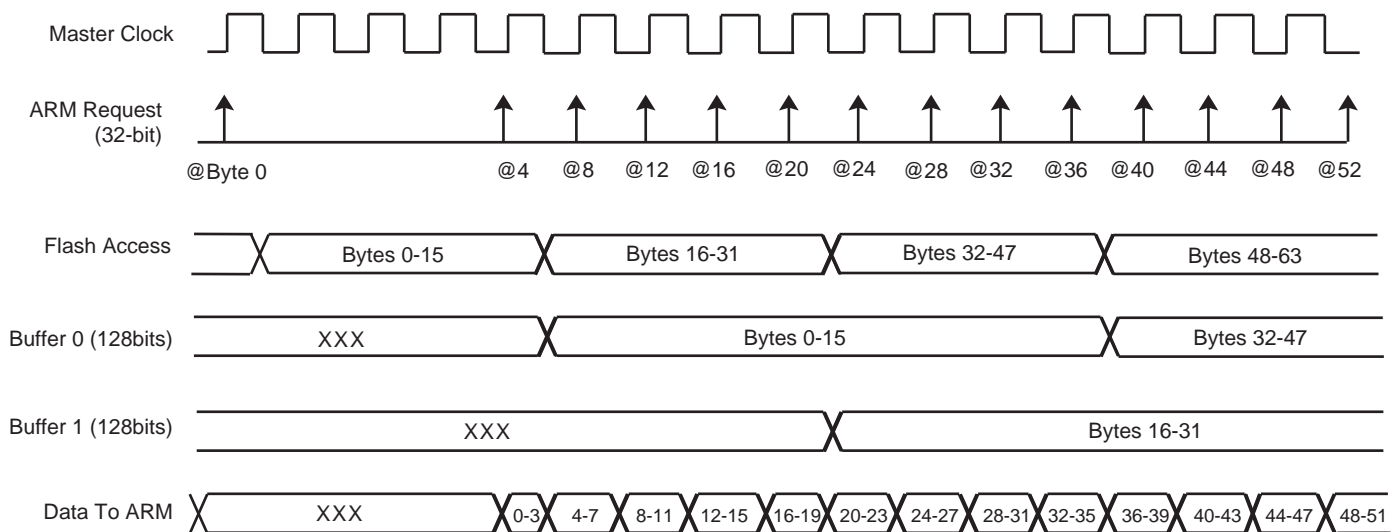 Master Clock
ARM Request
(32-bit)
@Byte 0 @4 @8 @12 @16 @20 @24 @28 @32 @36 @40 @44 @48 @52
Flash Access Bytes 0-15 Bytes 16-31 Bytes 32-47 Bytes 48-63
Buffer 0 (128bits) XXX Bytes 0-15 Bytes 32-47
Buffer 1 (128bits) XXX Bytes 16-31
Data To ARM XXX 0-3 4-7 8-11 12-15 16-19 20-23 24-27 28-31 32-35 36-39 40-43 44-47 48-51